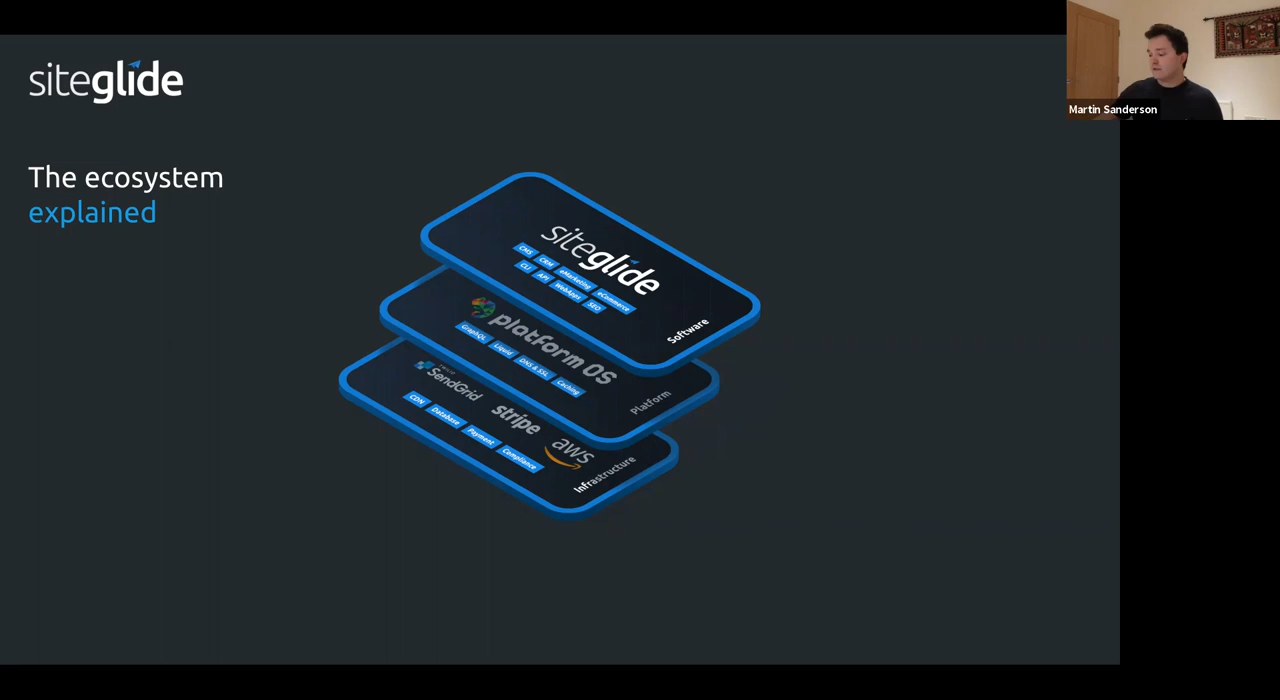 siteglide
Martin Sanderson
The ecosystem
explained
siteglide
CMS CRM eMarketing eCommerce
CLI API WebApps SEO
Software
platformOS
GraphQL Liquid DNS & SSL Caching
Platform
TWILIO
SendGrid
stripe
aws
CDN Database Payment Compliance
Infrastructure